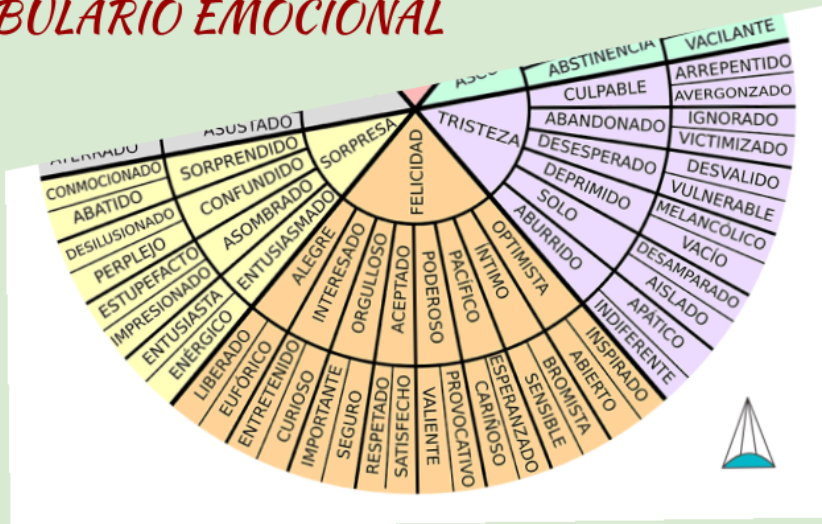 BULARIO EMOCIONAL
ASCO
ABSTINENCIA
VACILANTE
TRISTEZA
CULPABLE
ARREPENTIDO
AVERGONZADO
ABANDONADO
IGNORADO
VICTIMIZADO
DESESPERADO
DESVALIDO
VULNERABLE
DEPRIMIDO
MELANCÓLICO
VACÍO
SOLO
DESAMPARADO
AISLADO
ABURRIDO
APÁTICO
INDIFERENTE
FELICIDAD
OPTIMISTA
INSPIRADO
ABIERTO
ÍNTIMO
BROMISTA
SENSIBLE
PACÍFICO
ESPERANZADO
CARIÑOSO
PODEROSO
PROVOCATIVO
VALIENTE
ACEPTADO
SATISFECHO
RESPETADO
ORGULLOSO
SEGURO
IMPORTANTE
INTERESADO
CURIOSO
ENTRETENIDO
ALEGRE
EUFÓRICO
LIBERADO
SORPRESA
ENTUSIASMADO
ENÉRGICO
ENTUSIASTA
ASOMBRADO
IMPRESIONADO
ESTUPEFACTO
CONFUNDIDO
PERPLEJO
DESILUSIONADO
SORPRENDIDO
ABATIDO
CONMOCIONADO
ASUSTADO
ATERRADO